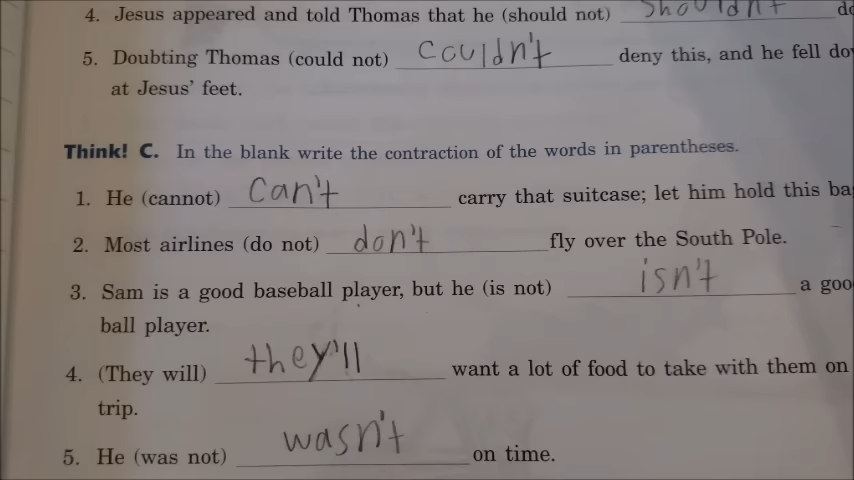 4. Jesus appeared and told Thomas that he (should not) shouldn't
5. Doubting Thomas (could not) couldn't deny this, and he fell do
at Jesus' feet.
Think! C. In the blank write the contraction of the words in parentheses.
1. He (cannot) can't carry that suitcase; let him hold this ba
2. Most airlines (do not) don't fly over the South Pole.
3. Sam is a good baseball player, but he (is not) isn't a goo
ball player.
4. (They will) they'll want a lot of food to take with them on
trip.
5. He (was not) wasn't on time.